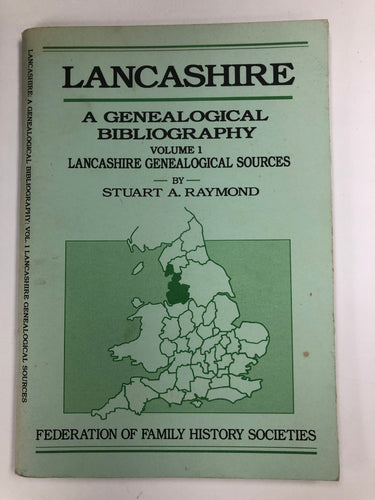 LANCASHIRE
A GENEALOGICAL
BIBLIOGRAPHY
VOLUME 1
LANCASHIRE GENEALOGICAL SOURCES
— BY —
STUART A. RAYMOND
FEDERATION OF FAMILY HISTORY SOCIETIES
LANCASHIRE: A GENEALOGICAL BIBLIOGRAPHY: VOL. 1 LANCASHIRE GENEALOGICAL SOURCES